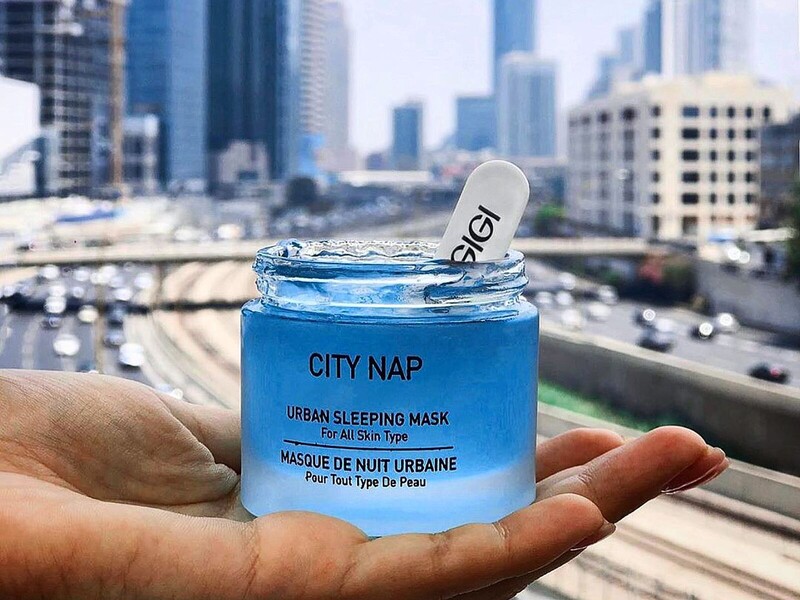 GIGI
CITY NAP
URBAN SLEEPING MASK
For All Skin Type
MASQUE DE NUIT URBAINE
Pour Tout Type De Peau